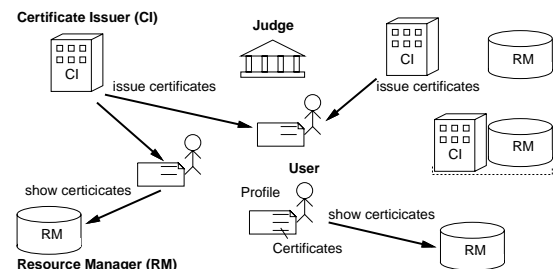 Certificate Issuer (CI)
Judge
CI
CI
RM
issue certificates
issue certificates
CI
RM
User
show certicicates
Profile
show certicicates
RM
Certificates
RM
Resource Manager (RM)